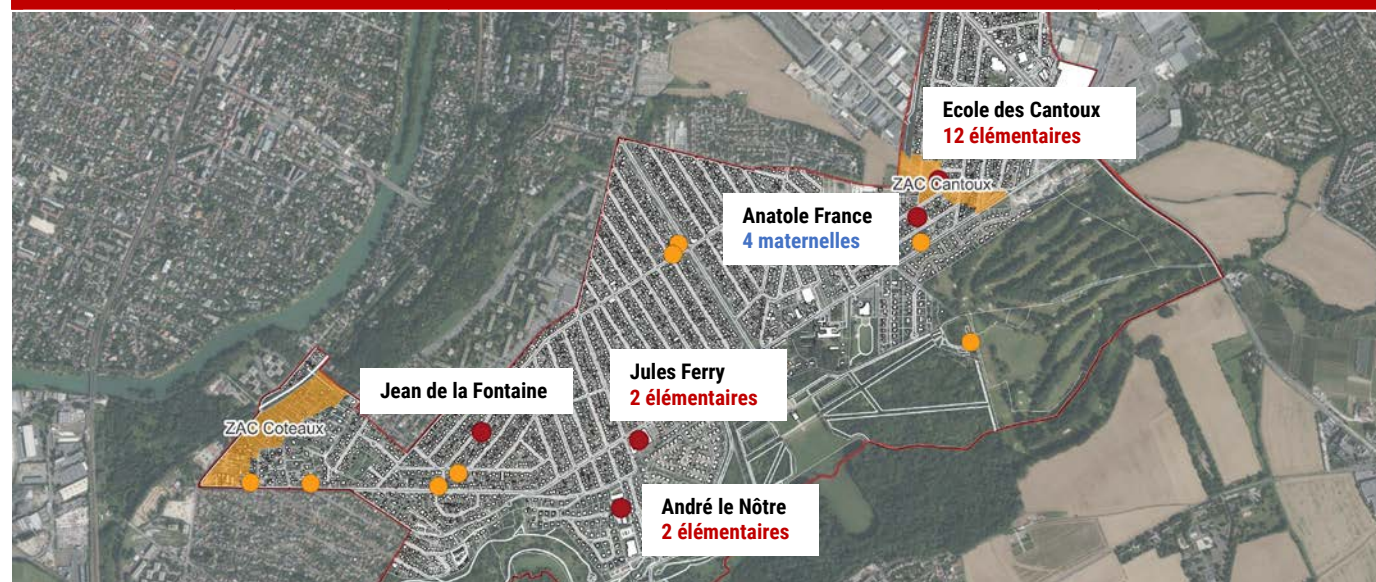 Ecole des Cantoux
12 élémentaires
ZAC Cantoux
Anatole France
4 maternelles
Jules Ferry
2 élémentaires
Jean de la Fontaine
ZAC Coteaux
André le Nôtre
2 élémentaires